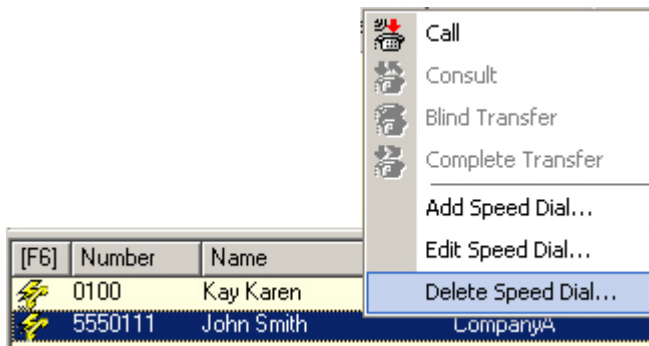 Call
Consult
Blind Transfer
Complete Transfer
Add Speed Dial...
Edit Speed Dial...
Delete Speed Dial...
[F6] Number Name
0100 Kay Karen
5550111 John Smith CompanyA